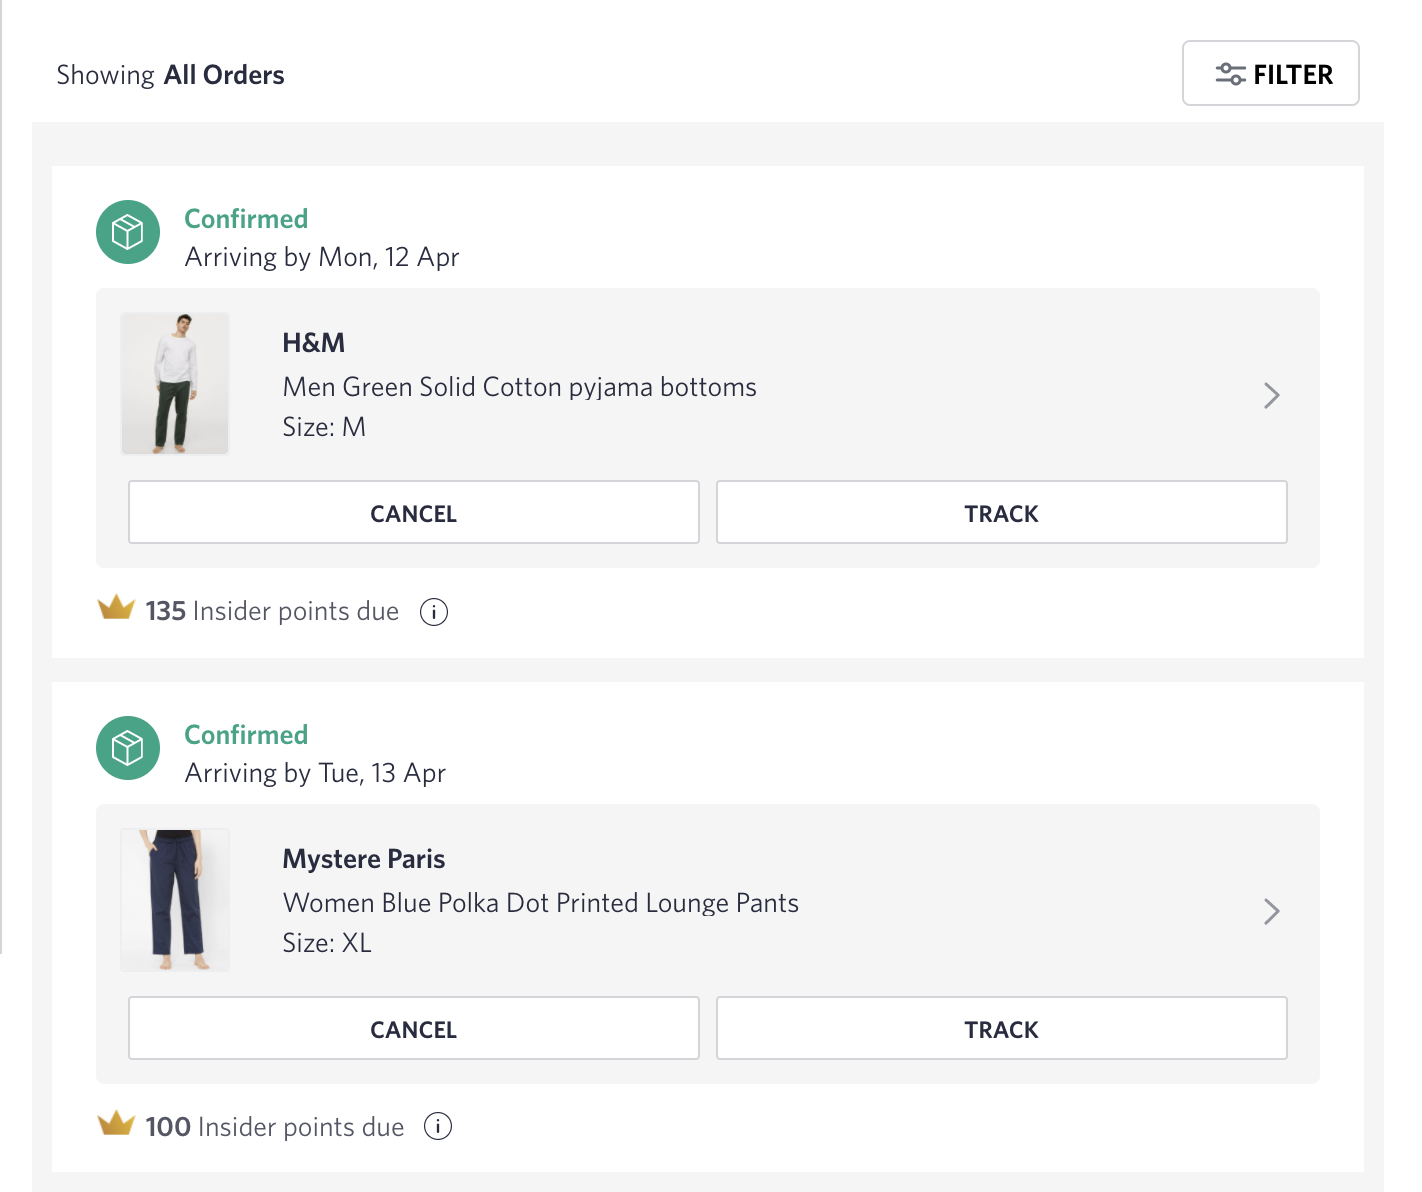 Showing All Orders
FILTER
Confirmed
Arriving by Mon, 12 Apr
H&M
Men Green Solid Cotton pyjama bottoms
Size: M
CANCEL
TRACK
135 Insider points due
Confirmed
Arriving by Tue, 13 Apr
Mystere Paris
Women Blue Polka Dot Printed Lounge Pants
Size: XL
CANCEL
TRACK
100 Insider points due